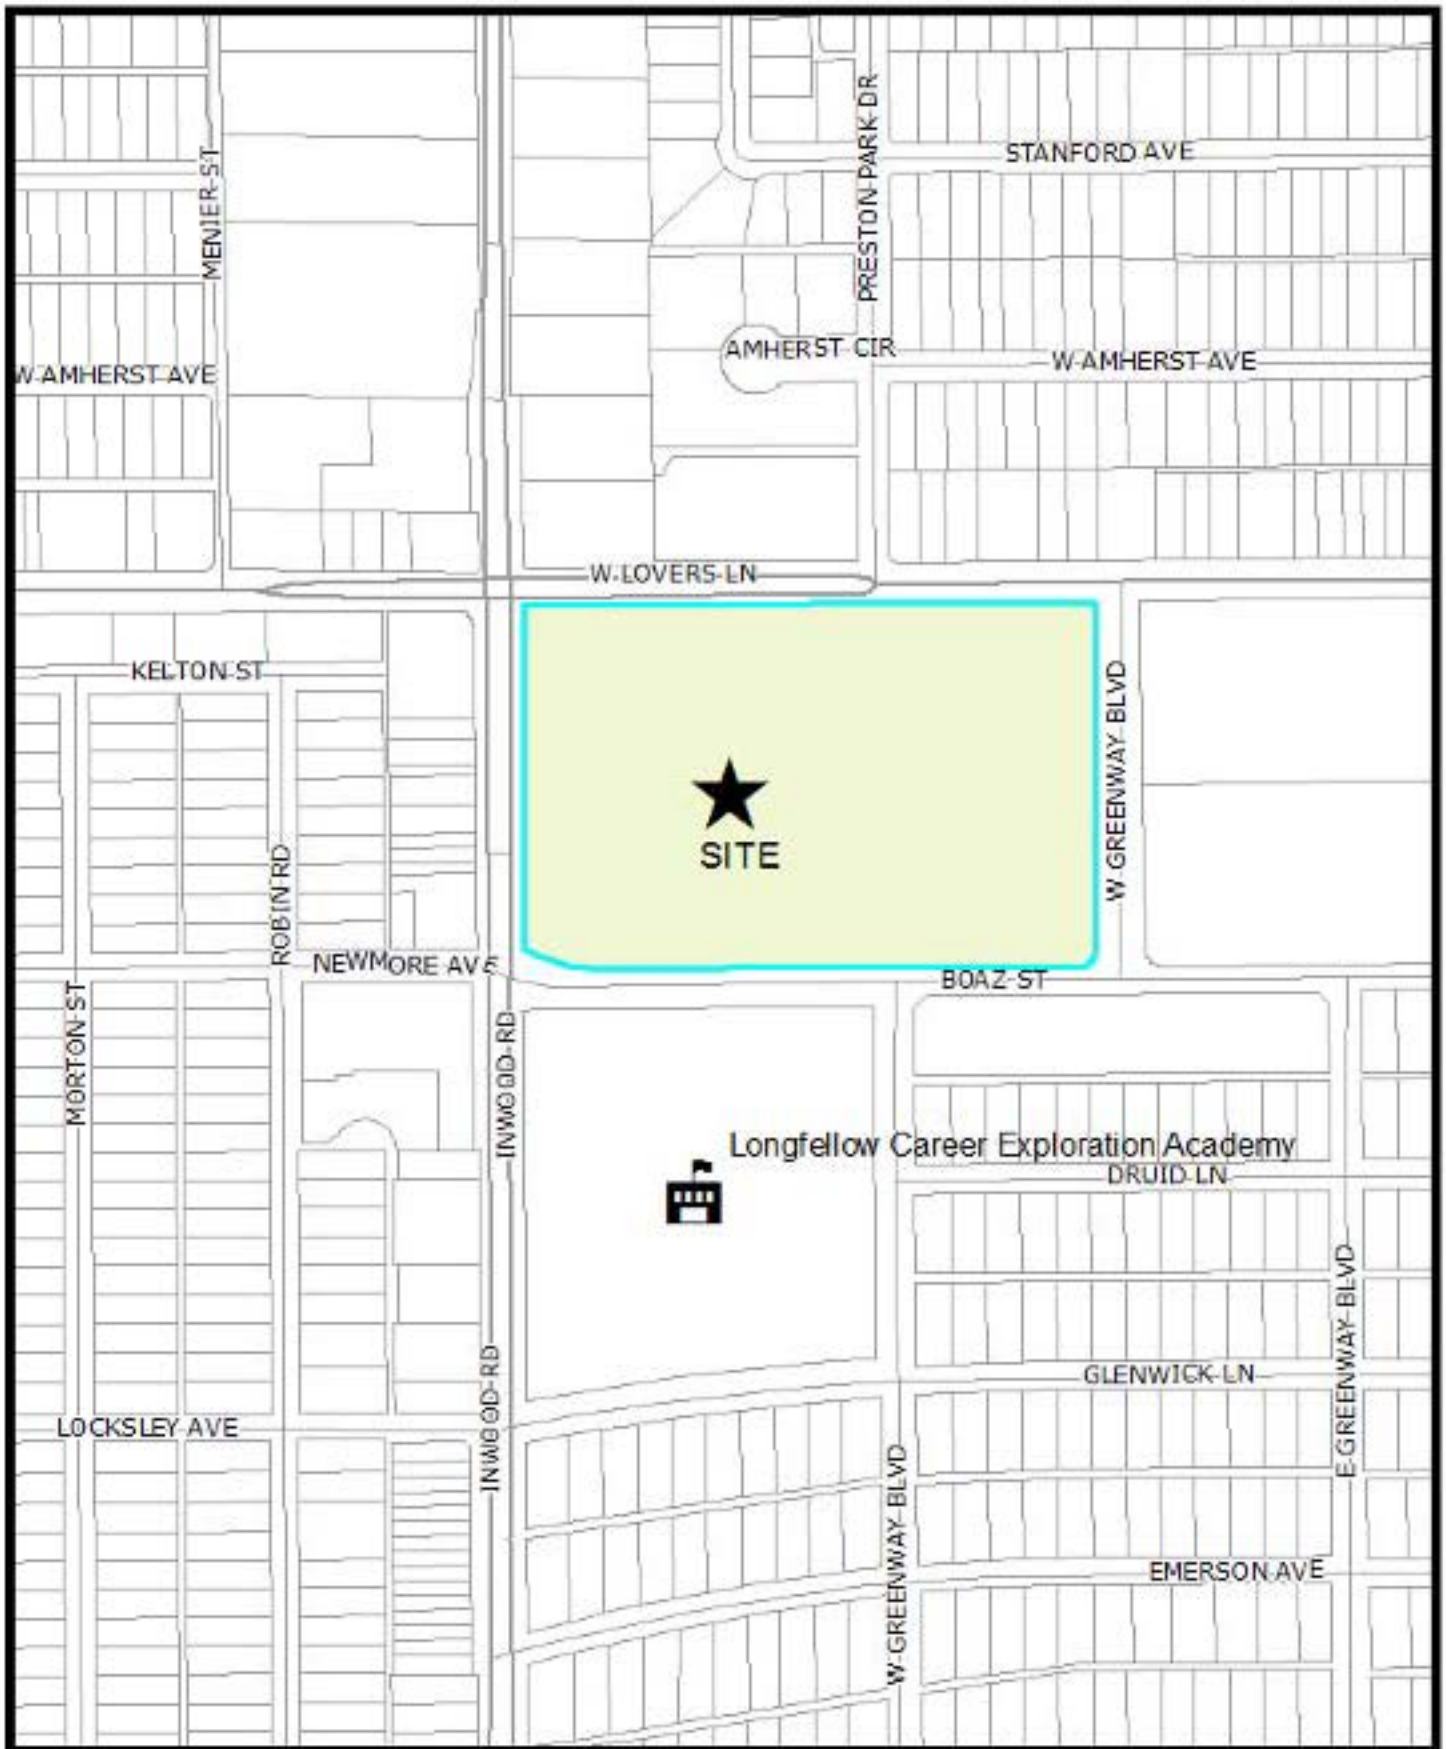 PRESTON PARK DR
STANFORD AVE
MENIER ST
AMHERST CIR
W AMHERST AVE
W AMHERST AVE
W LOVERS LN
KELTON ST
W GREENWAY BLVD
SITE
ROBIN RD
NEWMORE AVE
BOAZ ST
MORTON ST
INWOOD RD
Longfellow Career Exploration Academy
DRUID LN
E GREENWAY BLVD
GLENWICK LN
INWOOD RD
LOCKSLEY AVE
W GREENWAY BLVD
EMERSON AVE